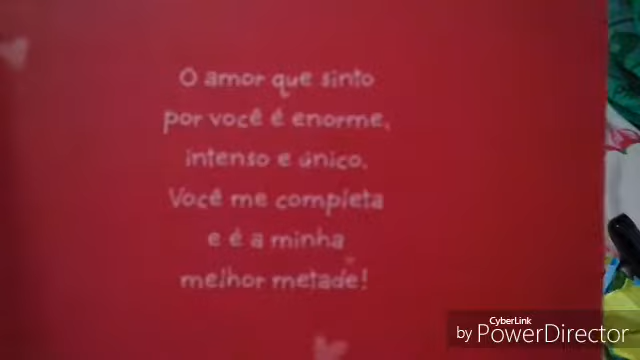 O amor que sinto
por você é enorme,
intenso e único.
Você me completa
e é a minha
melhor metade!
CyberLink
by PowerDirector